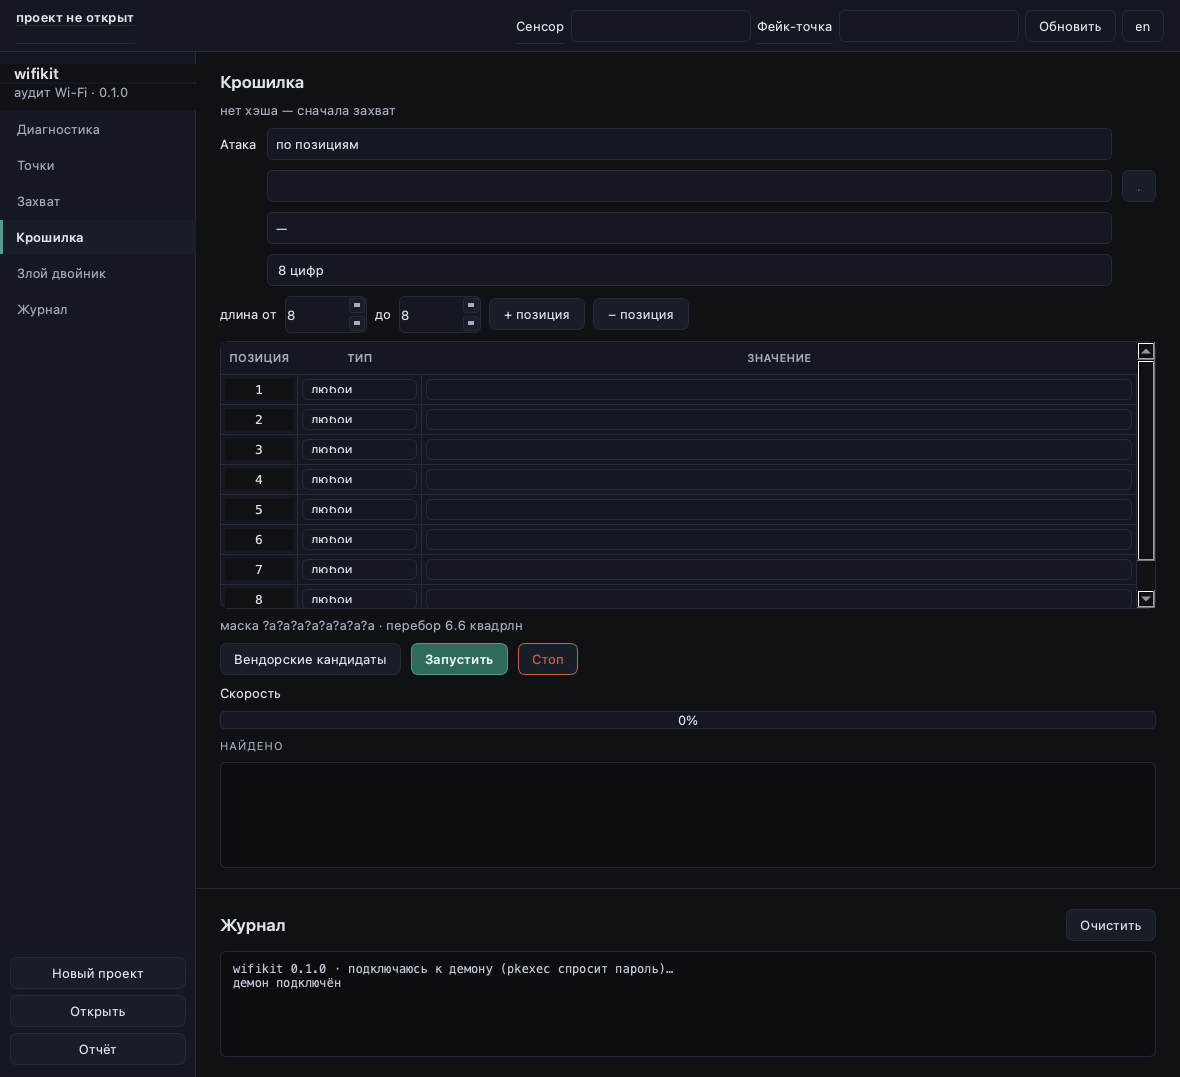 проект не открыт
Сенсор Фейк-точка Обновить en
wifikit
аудит Wi-Fi · 0.1.0
Диагностика
Точки
Захват
Крошилка
Злой двойник
Журнал
Новый проект
Открыть
Отчёт
Крошилка
нет хэша — сначала захват
Атака по позициям
—
8 цифр
длина от 8 до 8 + позиция − позиция
ПОЗИЦИЯ ТИП ЗНАЧЕНИЕ
1 любой
2 любой
3 любой
4 любой
5 любой
6 любой
7 любой
8 любой
маска ?a?a?a?a?a?a?a?a · перебор 6.6 квадрлн
Вендорские кандидаты Запустить Стоп
Скорость
0%
НАЙДЕНО
Журнал Очистить
wifikit 0.1.0 · подключаюсь к демону (pkexec спросит пароль)…
демон подключён